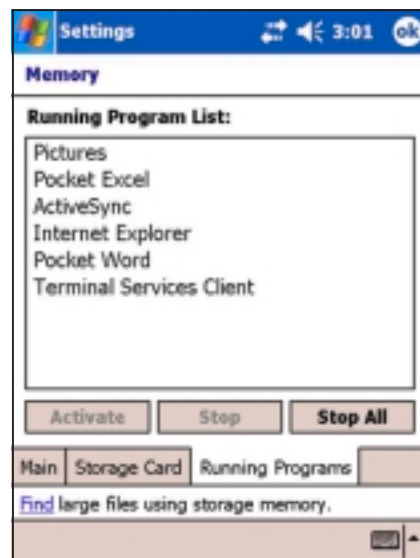 Settings 3:01 ok
Memory
Running Program List:
Pictures
Pocket Excel
ActiveSync
Internet Explorer
Pocket Word
Terminal Services Client
Activate Stop Stop All
Main Storage Card Running Programs
Find large files using storage memory.